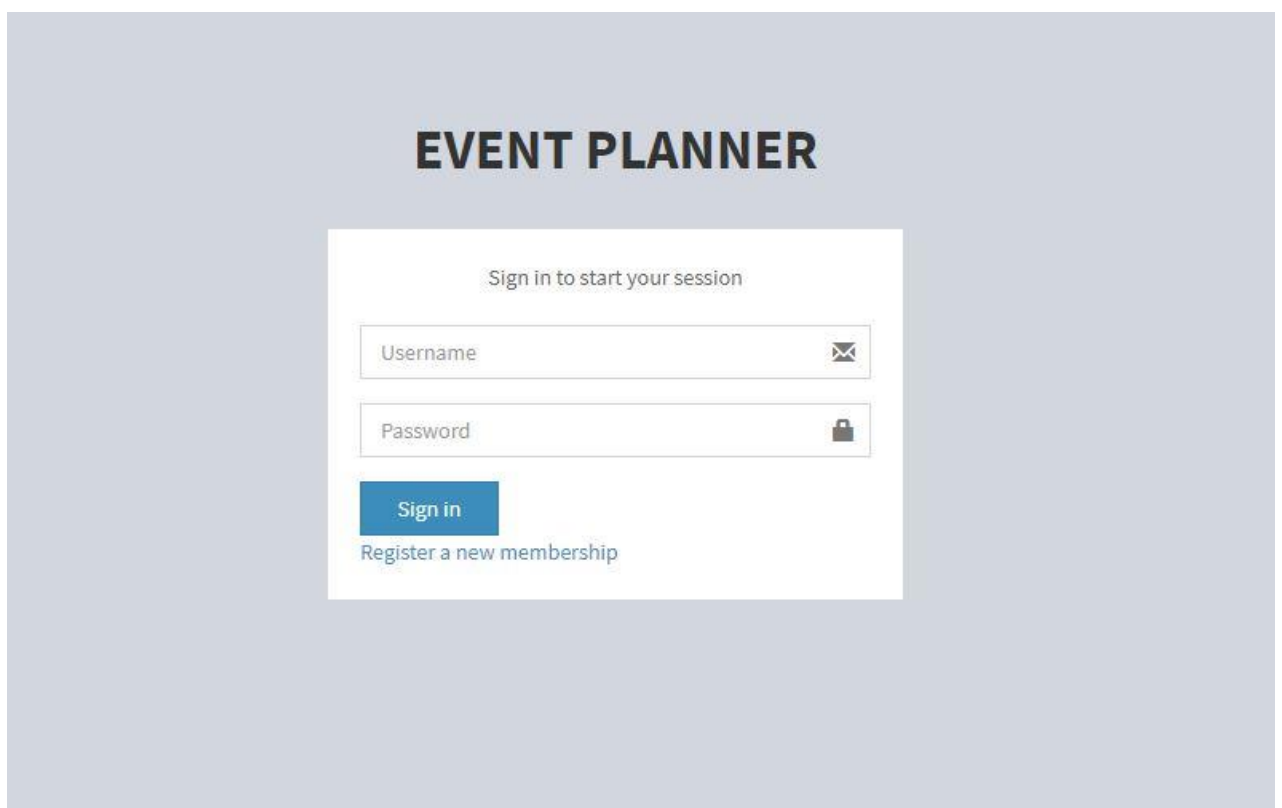 EVENT PLANNER
Sign in to start your session
Username
Password
Sign in
Register a new membership